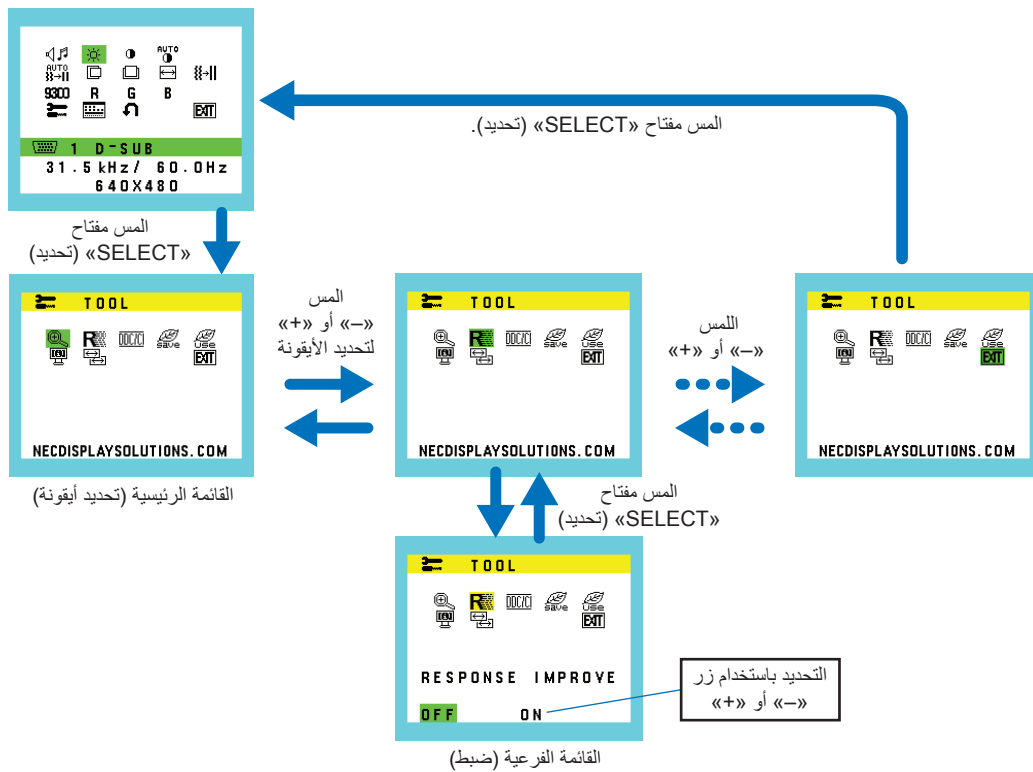 AUTO
AUTO
9300 R G B
EXIT
1 D-SUB
31.5 kHz/ 60.0Hz
640X480
المس مفتاح «SELECT» (تحديد).
المس مفتاح
«SELECT» (تحديد)
TOOL
R DDC/CI save use
EXIT
NECDISPLAYSOLUTIONS.COM
القائمة الرئيسية (تحديد أيقونة)
المس
«–» أو «+»
لتحديد الأيقونة
TOOL
R DDC/CI save use
EXIT
NECDISPLAYSOLUTIONS.COM
اللمس
«–» أو «+»
TOOL
R DDC/CI save use
EXIT
NECDISPLAYSOLUTIONS.COM
المس مفتاح
«SELECT» (تحديد)
TOOL
R DDC/CI save use
EXIT
RESPONSE IMPROVE
OFF ON
التحديد باستخدام زر
«–» أو «+»
القائمة الفرعية (ضبط)